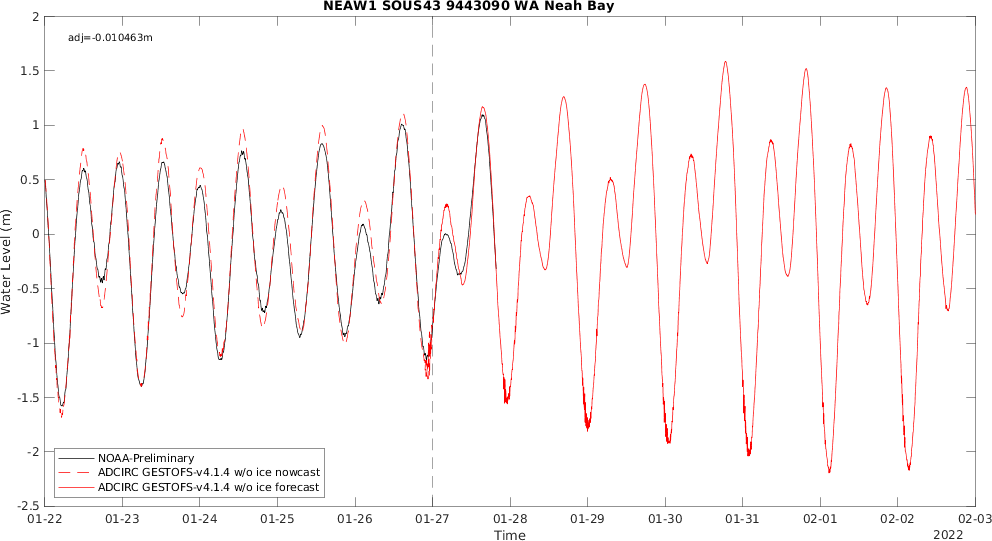 NEAW1 SOUS43 9443090 WA Neah Bay
adj=-0.010463m
Water Level (m)
2
1.5
1
0.5
0
-0.5
-1
-1.5
-2
-2.5
NOAA-Preliminary
ADCIRC GESTOFS-v4.1.4 w/o ice nowcast
ADCIRC GESTOFS-v4.1.4 w/o ice forecast
01-22 01-23 01-24 01-25 01-26 01-27 01-28 01-29 01-30 01-31 02-01 02-02 02-03
Time
2022